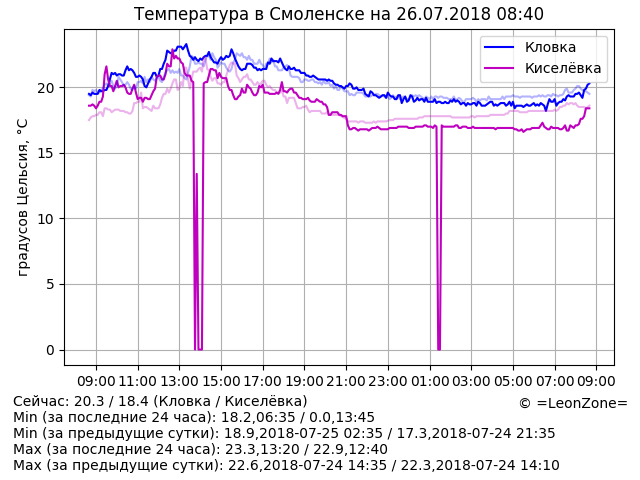 Температура в Смоленске на 26.07.2018 08:40
Кловка
Киселёвка
градусов Цельсия, °C
20
15
10
5
0
09:00 11:00 13:00 15:00 17:00 19:00 21:00 23:00 01:00 03:00 05:00 07:00 09:00
Сейчас: 20.3 / 18.4 (Кловка / Киселёвка)
© =LeonZone=
Min (за последние 24 часа): 18.2,06:35 / 0.0,13:45
Min (за предыдущие сутки): 18.9,2018-07-25 02:35 / 17.3,2018-07-24 21:35
Max (за последние 24 часа): 23.3,13:20 / 22.9,12:40
Max (за предыдущие сутки): 22.6,2018-07-24 14:35 / 22.3,2018-07-24 14:10